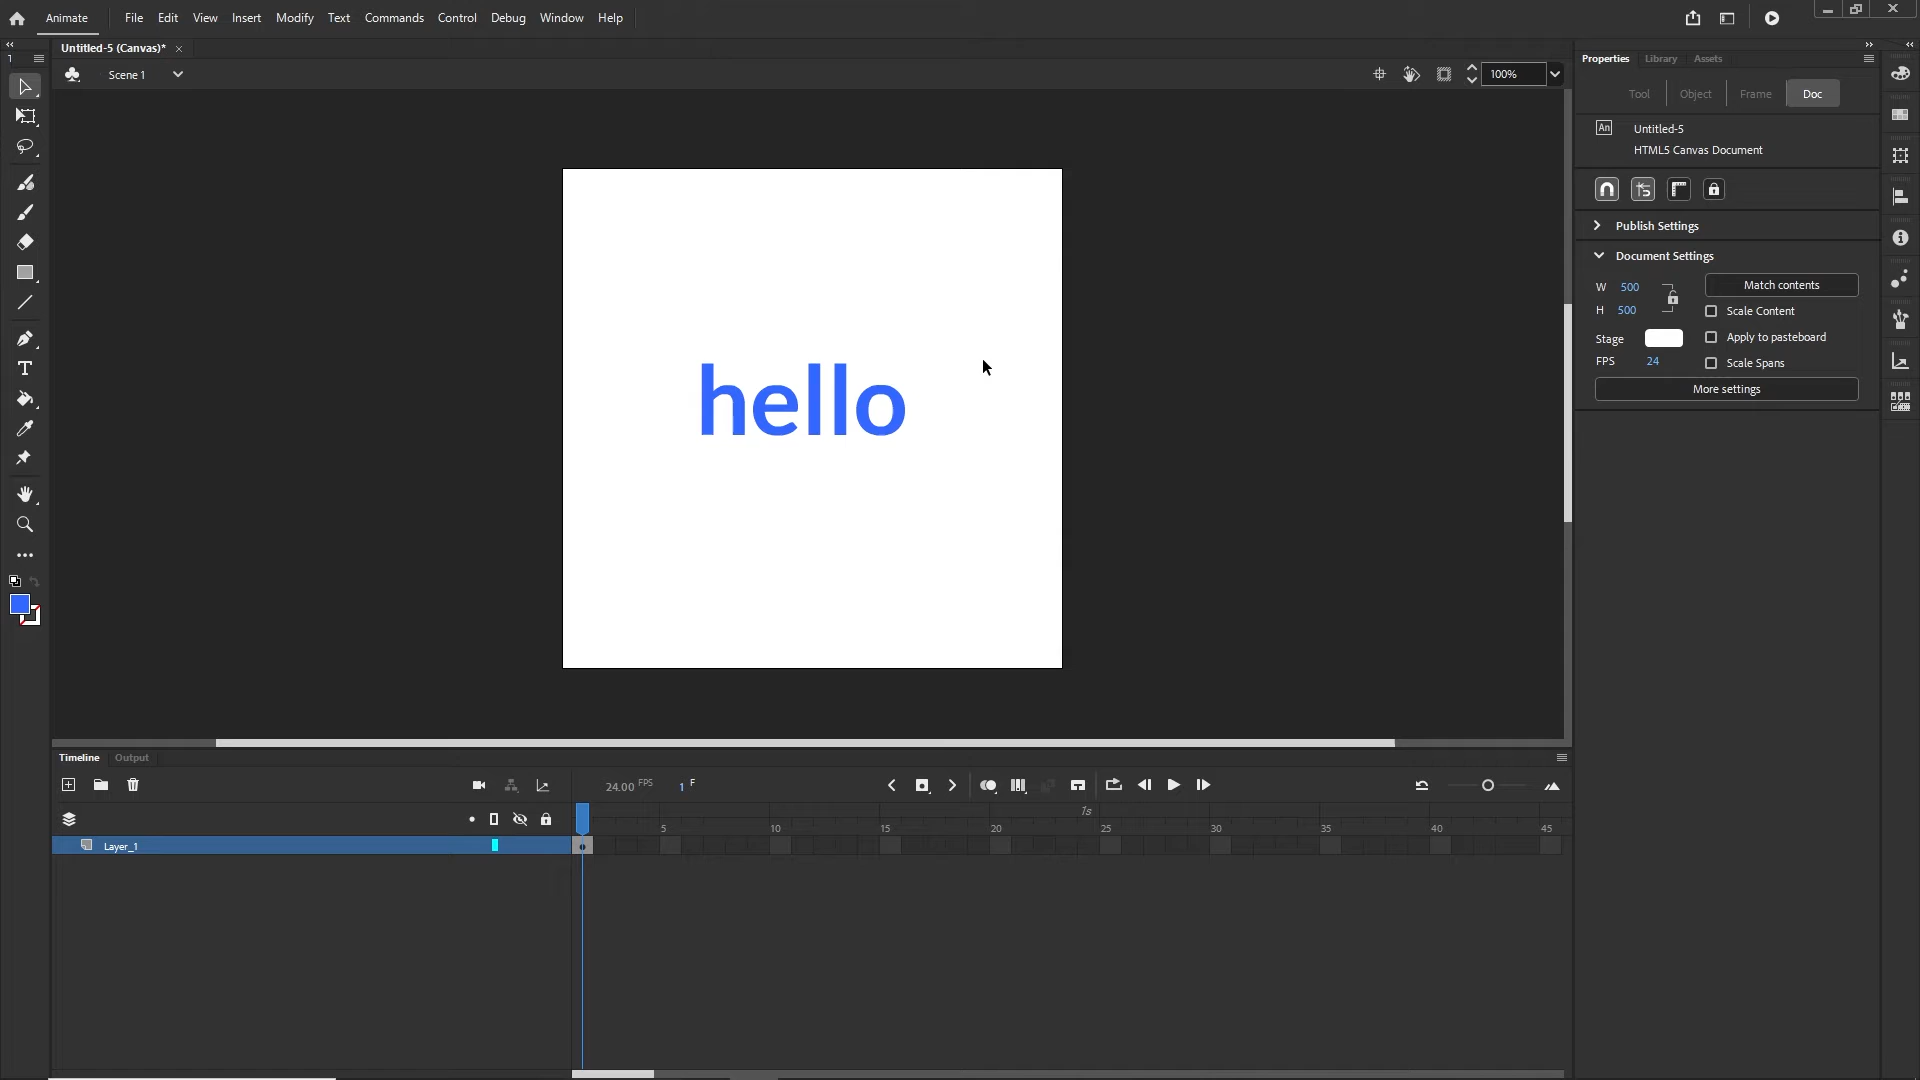 Animate File Edit View Insert Modify Text Commands Control Debug Window Help
Untitled-5 (Canvas)*
Scene 1
100%
Properties Library Assets
Tool Object Frame Doc
An Untitled-5
HTML5 Canvas Document
Publish Settings
Document Settings
W 500 Match contents
H 500 Scale Content
Stage Apply to pasteboard
FPS 24 Scale Spans
More settings
hello
Timeline Output
24.00 FPS 1 F
1s
5 10 15 20 25 30 35 40 45
Layer_1